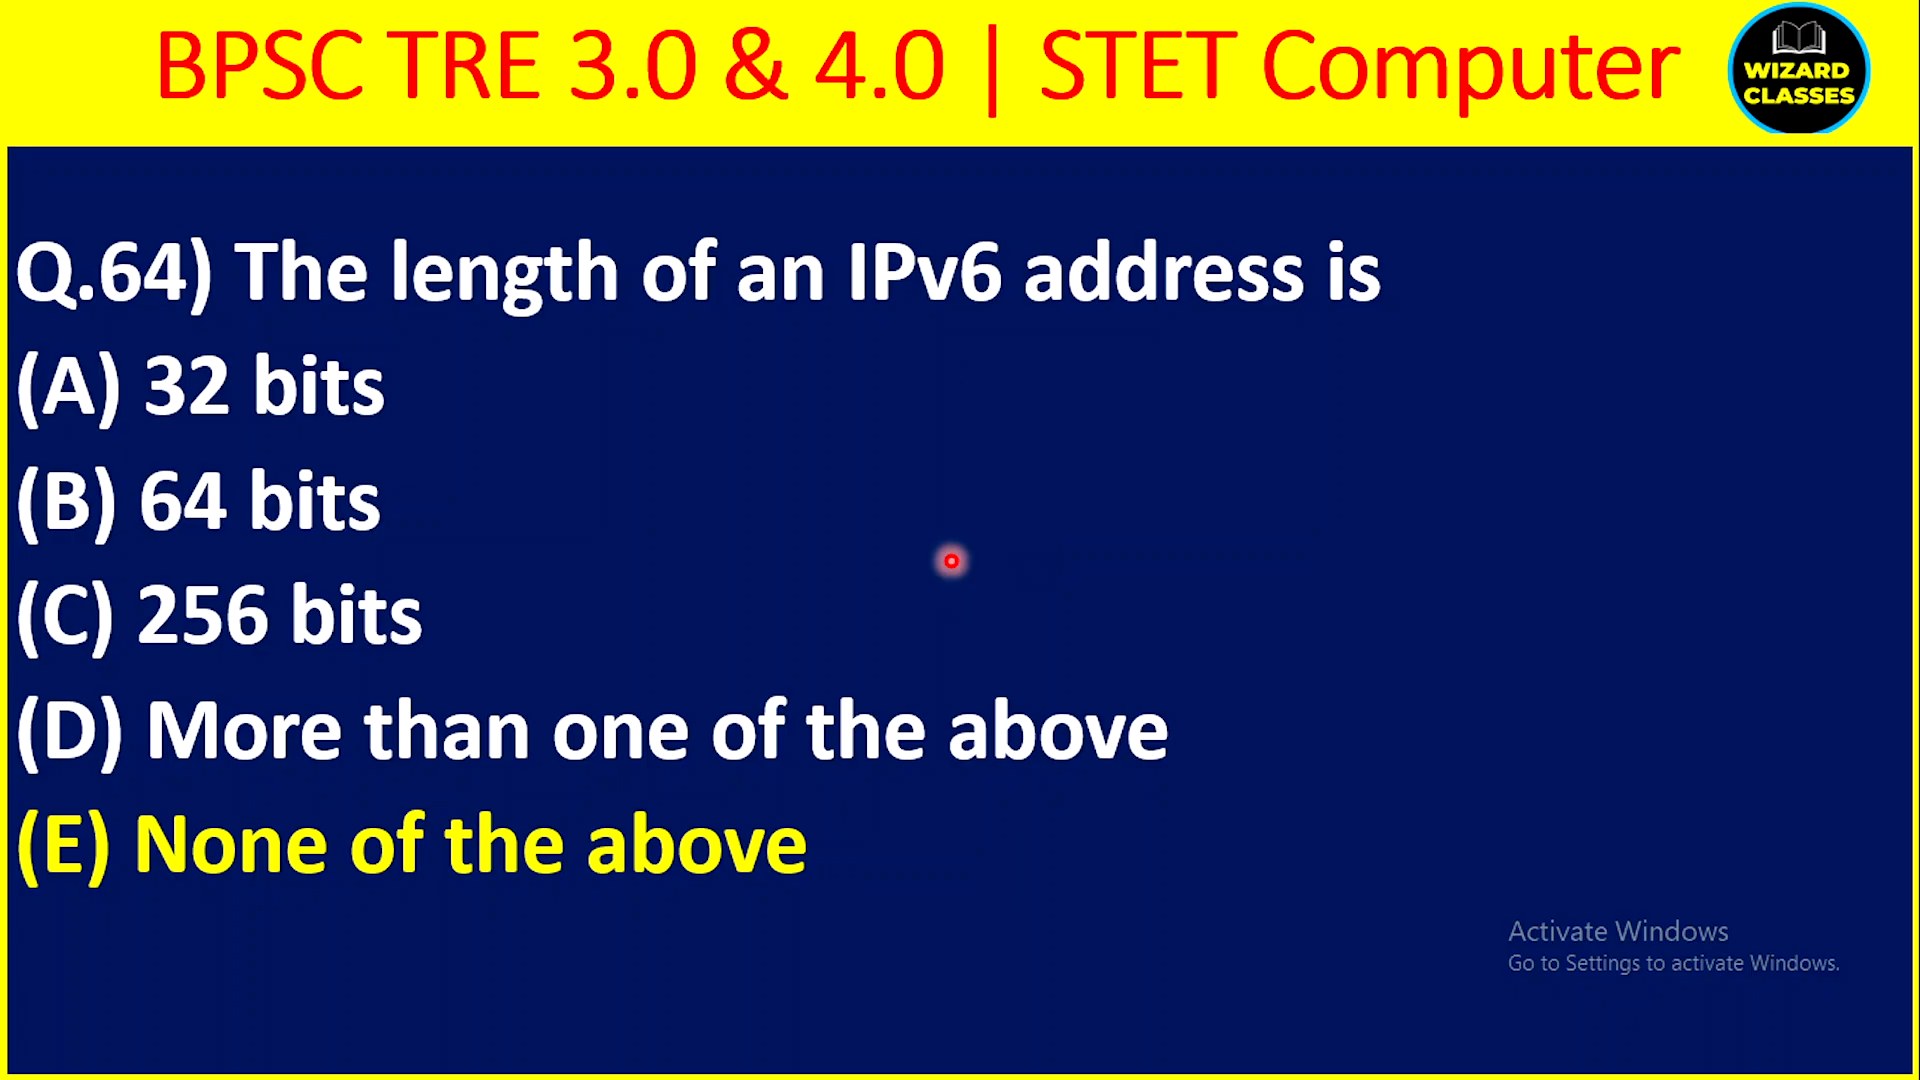 BPSC TRE 3.0 & 4.0 | STET Computer
WIZARD
CLASSES
Q.64) The length of an IPv6 address is
(A) 32 bits
(B) 64 bits
(C) 256 bits
(D) More than one of the above
(E) None of the above
Activate Windows
Go to Settings to activate Windows.